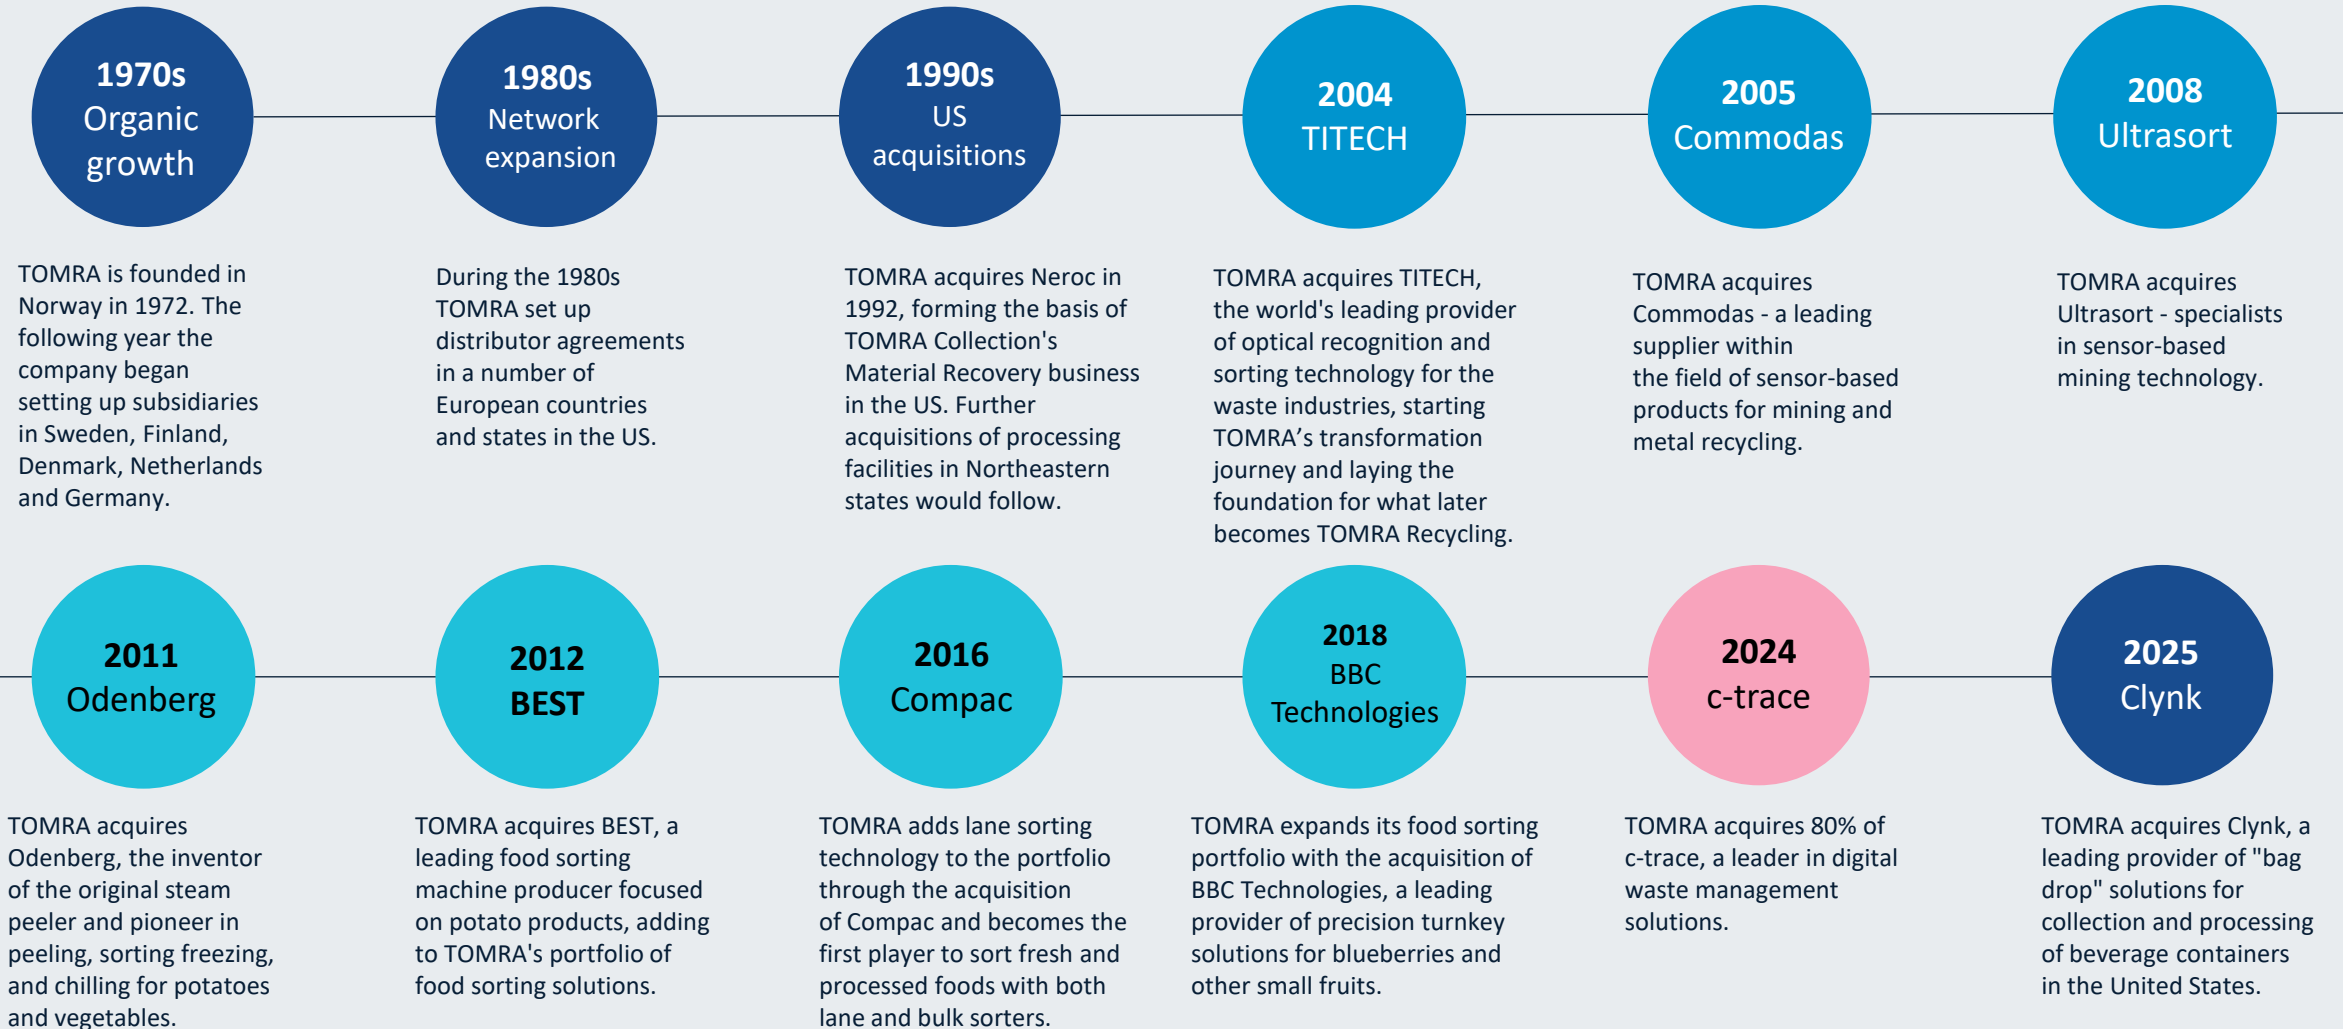 1970s
Organic
growth
TOMRA is founded in
Norway in 1972. The
following year the
company began
setting up subsidiaries
in Sweden, Finland,
Denmark, Netherlands
and Germany.
1980s
Network
expansion
During the 1980s
TOMRA set up
distributor agreements
in a number of
European countries
and states in the US.
1990s
US
acquisitions
TOMRA acquires Neroc in
1992, forming the basis of
TOMRA Collection's
Material Recovery business
in the US. Further
acquisitions of processing
facilities in Northeastern
states would follow.
2004
TITECH
TOMRA acquires TITECH,
the world's leading provider
of optical recognition and
sorting technology for the
waste industries, starting
TOMRA’s transformation
journey and laying the
foundation for what later
becomes TOMRA Recycling.
2005
Commodas
TOMRA acquires
Commodas - a leading
supplier within
the field of sensor-based
products for mining and
metal recycling.
2008
Ultrasort
TOMRA acquires
Ultrasort - specialists
in sensor-based
mining technology.
2011
Odenberg
TOMRA acquires
Odenberg, the inventor
of the original steam
peeler and pioneer in
peeling, sorting freezing,
and chilling for potatoes
and vegetables.
2012
BEST
TOMRA acquires BEST, a
leading food sorting
machine producer focused
on potato products, adding
to TOMRA's portfolio of
food sorting solutions.
2016
Compac
TOMRA adds lane sorting
technology to the portfolio
through the acquisition
of Compac and becomes the
first player to sort fresh and
processed foods with both
lane and bulk sorters.
2018
BBC
Technologies
TOMRA expands its food sorting
portfolio with the acquisition of
BBC Technologies, a leading
provider of precision turnkey
solutions for blueberries and
other small fruits.
2024
c-trace
TOMRA acquires 80% of
c-trace, a leader in digital
waste management
solutions.
2025
Clynk
TOMRA acquires Clynk, a
leading provider of "bag
drop" solutions for
collection and processing
of beverage containers
in the United States.